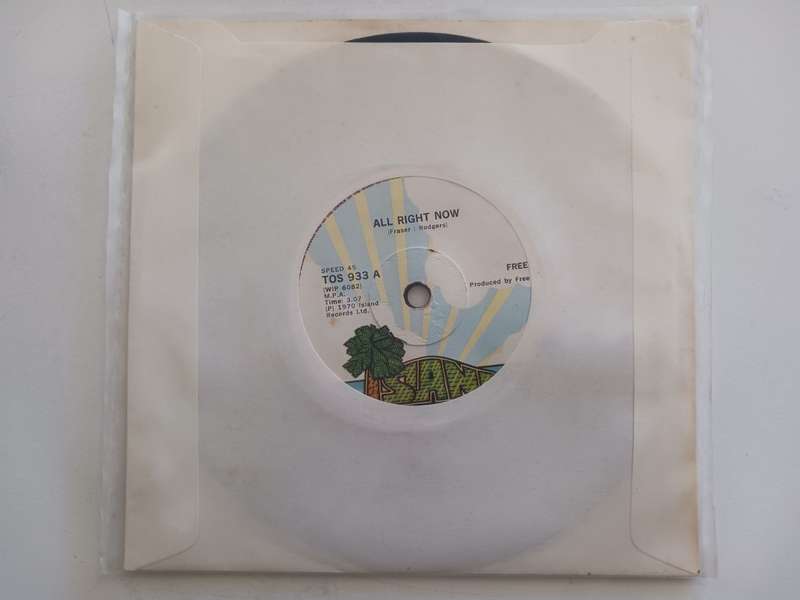 ALL RIGHT NOW
(Fraser : Rodgers)
SPEED 45
TOS 933 A
(WIP 6082)
M.P.A.
Time: 3.07
(P) 1970 Island
Records Ltd.
FREE
Produced by Free